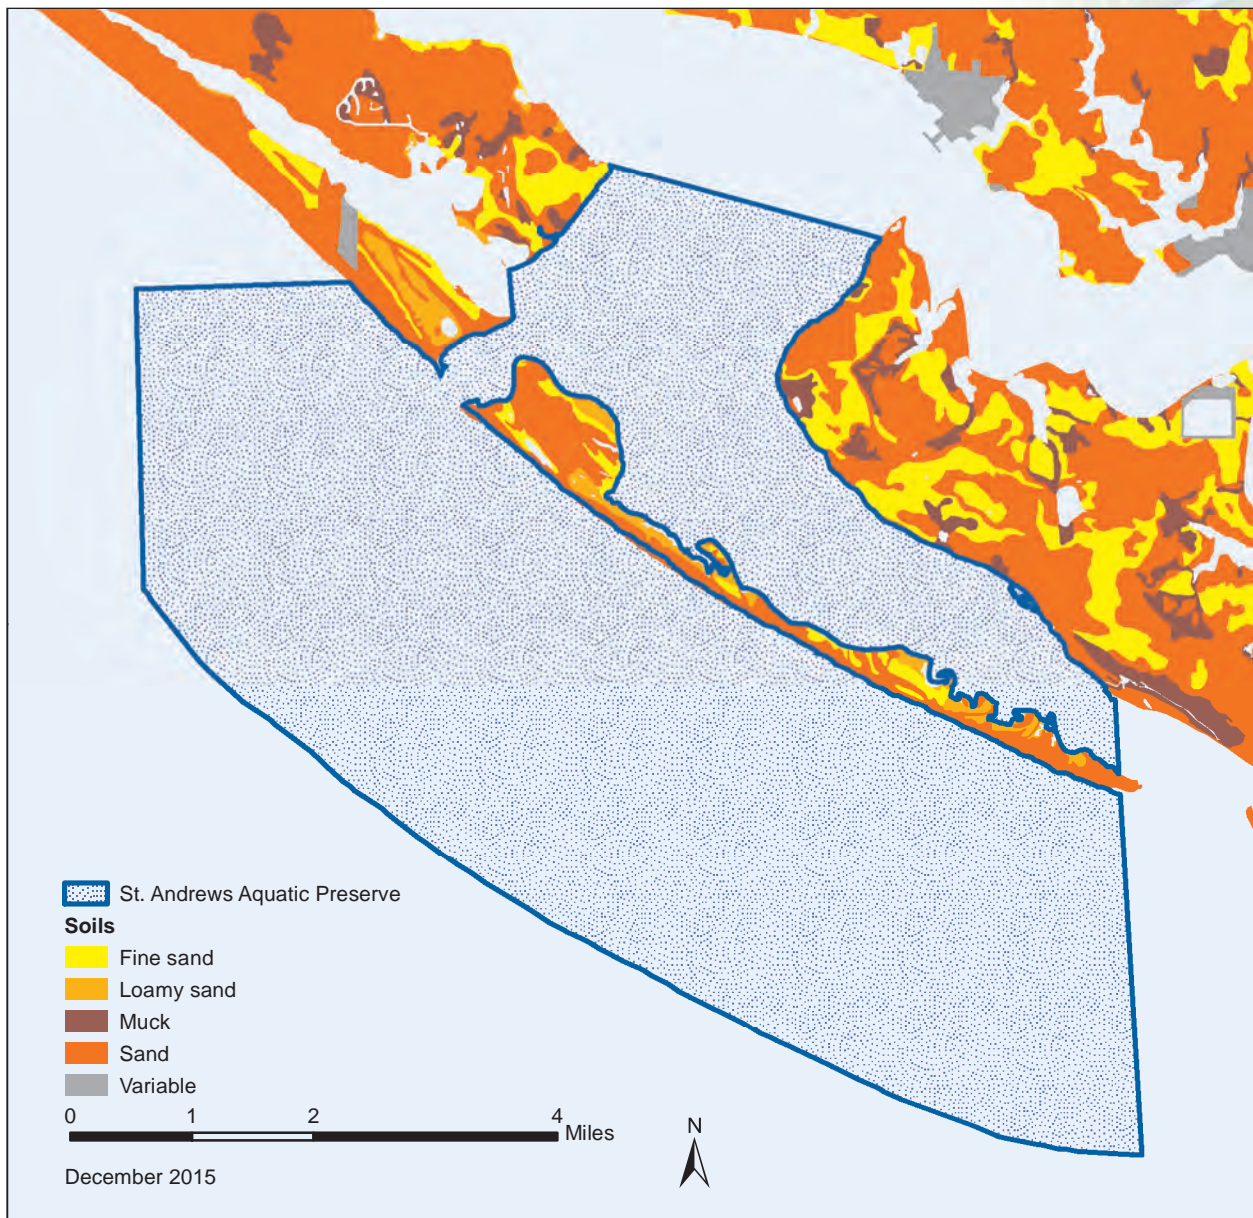 St. Andrews Aquatic Preserve
Soils
Fine sand
Loamy sand
Muck
Sand
Variable
0 1 2 4
Miles
N
December 2015